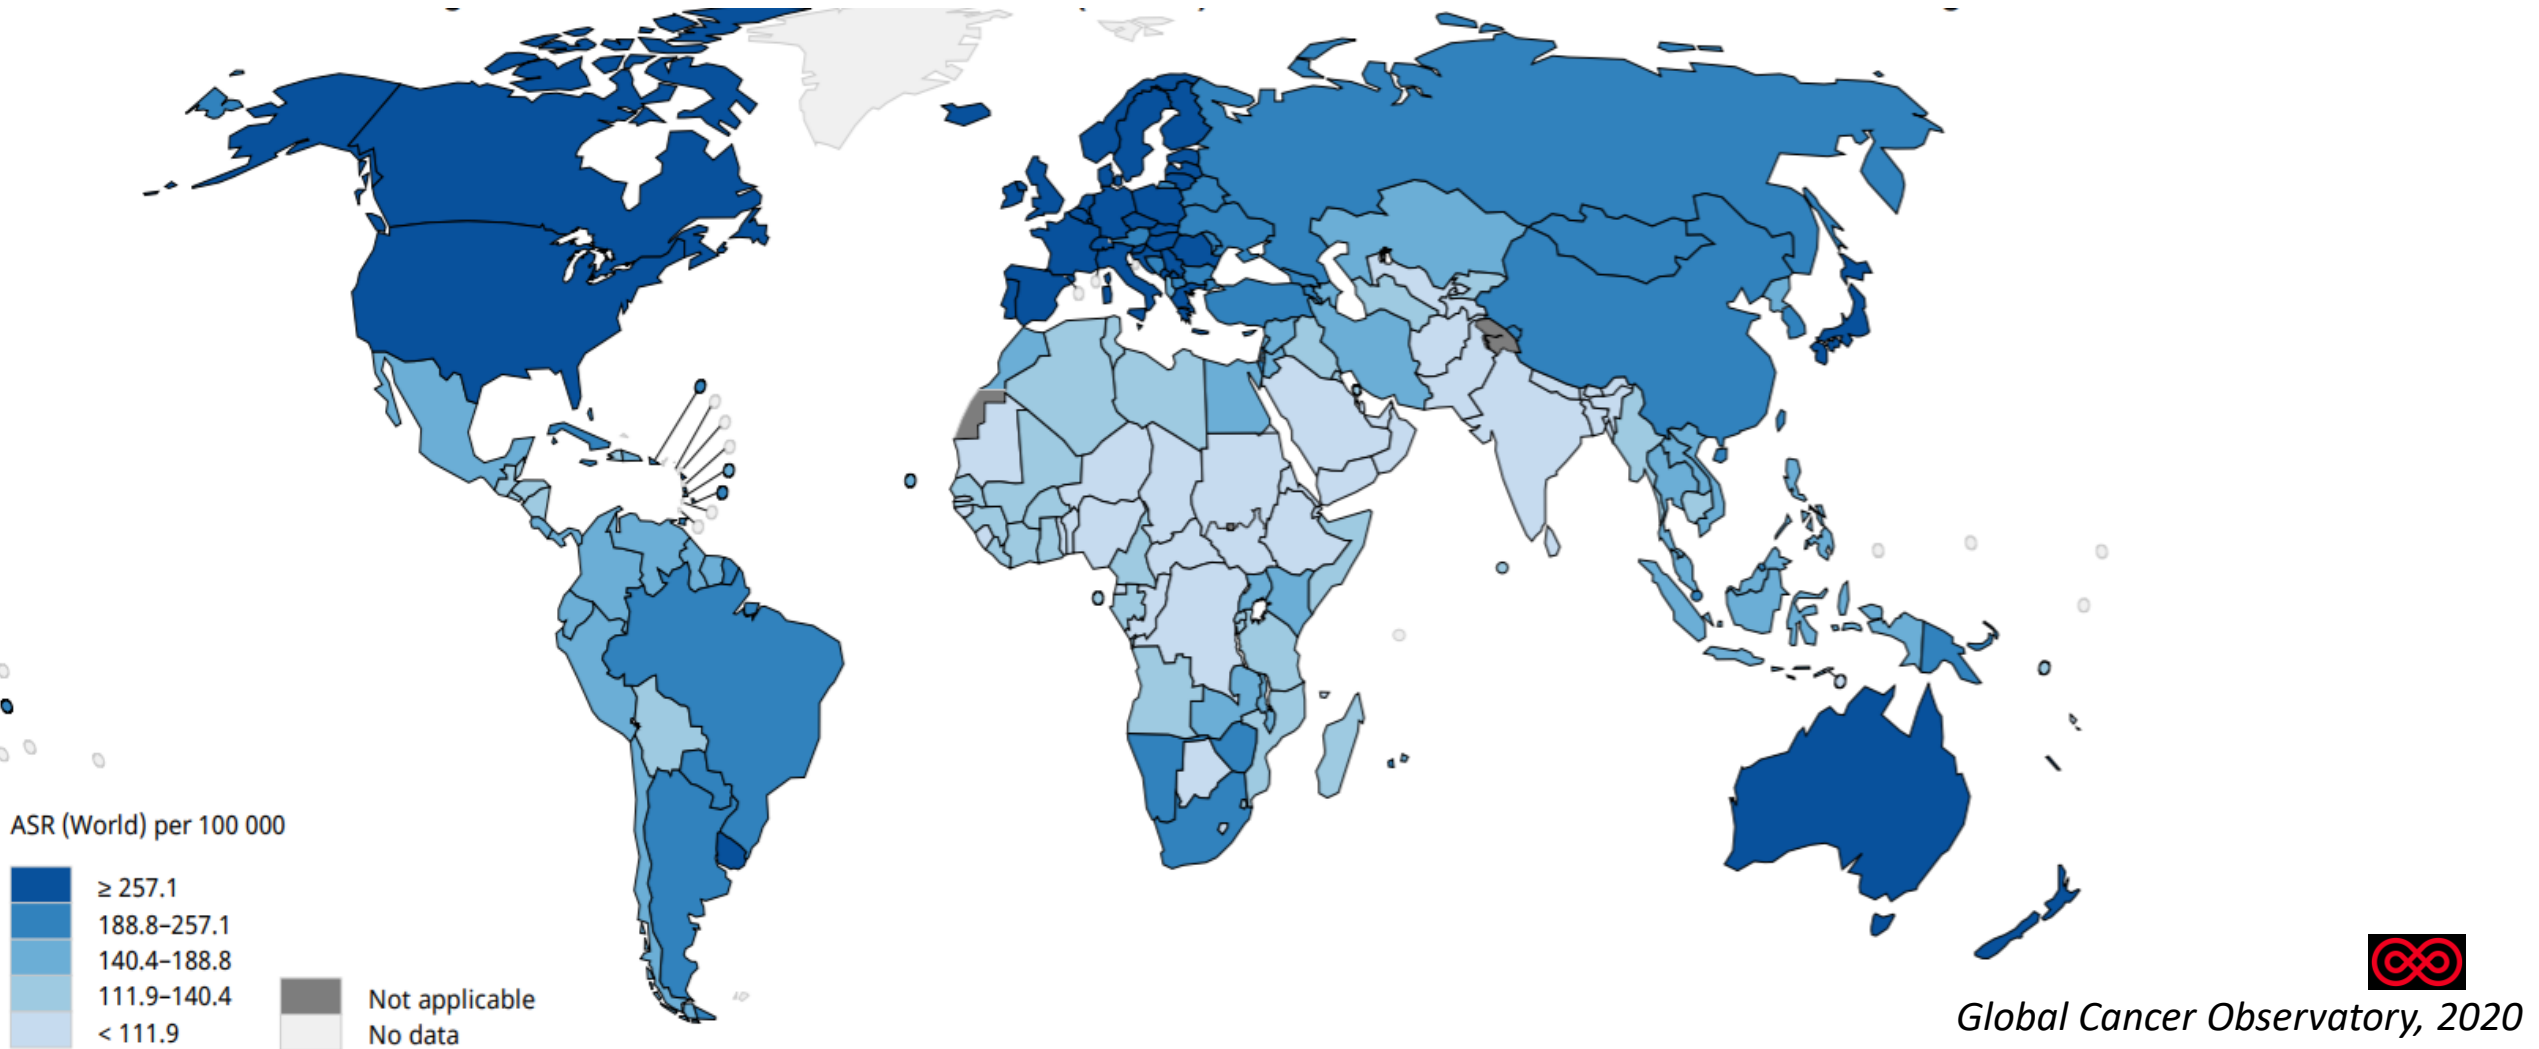 ASR (World) per 100 000
≥ 257.1
188.8–257.1
140.4–188.8
111.9–140.4
< 111.9
Not applicable
No data
Global Cancer Observatory, 2020